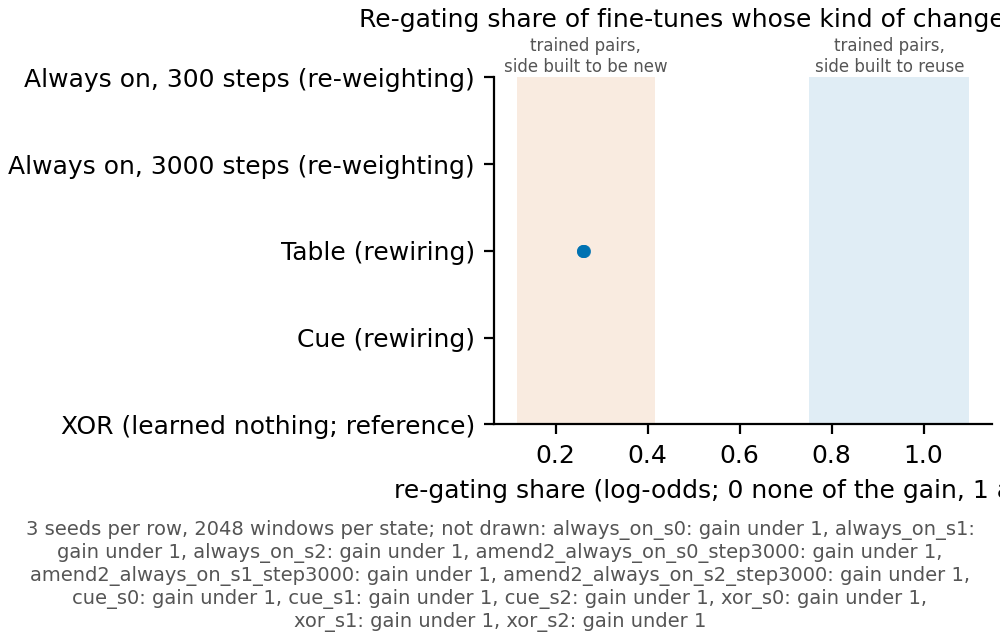 Re-gating share of fine-tunes whose kind of change
trained pairs,
side built to be new
trained pairs,
side built to reuse
Always on, 300 steps (re-weighting)
Always on, 3000 steps (re-weighting)
Table (rewiring)
Cue (rewiring)
XOR (learned nothing; reference)
0.2 0.4 0.6 0.8 1.0
re-gating share (log-odds; 0 none of the gain, 1 a
3 seeds per row, 2048 windows per state; not drawn: always_on_s0: gain under 1, always_on_s1:
gain under 1, always_on_s2: gain under 1, amend2_always_on_s0_step3000: gain under 1,
amend2_always_on_s1_step3000: gain under 1, amend2_always_on_s2_step3000: gain under 1,
cue_s0: gain under 1, cue_s1: gain under 1, cue_s2: gain under 1, xor_s0: gain under 1,
xor_s1: gain under 1, xor_s2: gain under 1